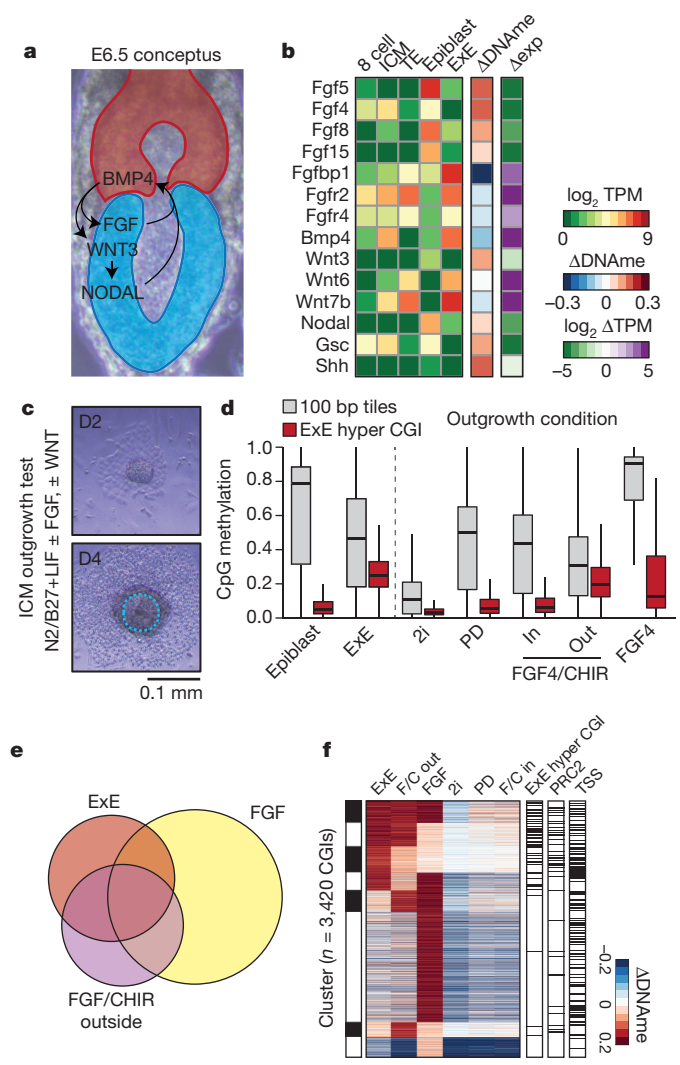 a
E6.5 conceptus
BMP4
FGF
WNT3
NODAL
b
8 cell
ICM
TE
Epiblast
ExE
ΔDNAme
Δexp
Fgf5
Fgf4
Fgf8
Fgf15
Fgfbp1
Fgfr2
Fgfr4
Bmp4
Wnt3
Wnt6
Wnt7b
Nodal
Gsc
Shh
log2 TPM
0 9
ΔDNAme
−0.3 0 0.3
log2 ΔTPM
−5 0 5
c
ICM outgrowth test
N2/B27+LIF ± FGF, ± WNT
D2
D4
0.1 mm
d
100 bp tiles
ExE hyper CGI
Outgrowth condition
CpG methylation
1.0
0.8
0.6
0.4
0.2
0.0
Epiblast
ExE
2i
PD
In
Out
FGF4/CHIR
FGF4
e
ExE
FGF
FGF/CHIR
outside
f
ExE
F/C out
FGF
2i
PD
F/C in
ExE hyper CGI
PRC2
TSS
Cluster (n = 3,420 CGIs)
−0.2
0
0.2
ΔDNAme